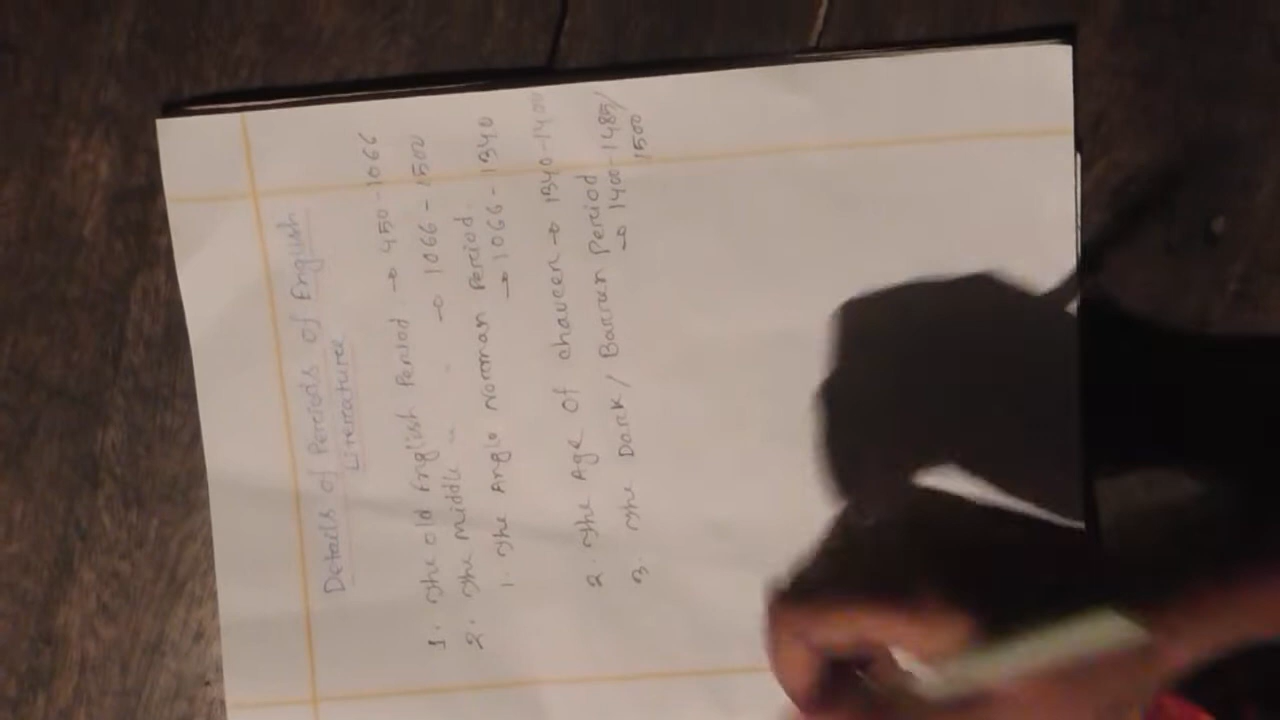 Details of Periods of English
Literature
1. The old English Period → 450-1066
2. The Middle " " → 1066-1500
1. The Anglo Norman Period.
→ 1066-1340
2. The Age of chaucer → 1340-1400
3. The Dark/ Barran Period
→ 1400-1485/
1500